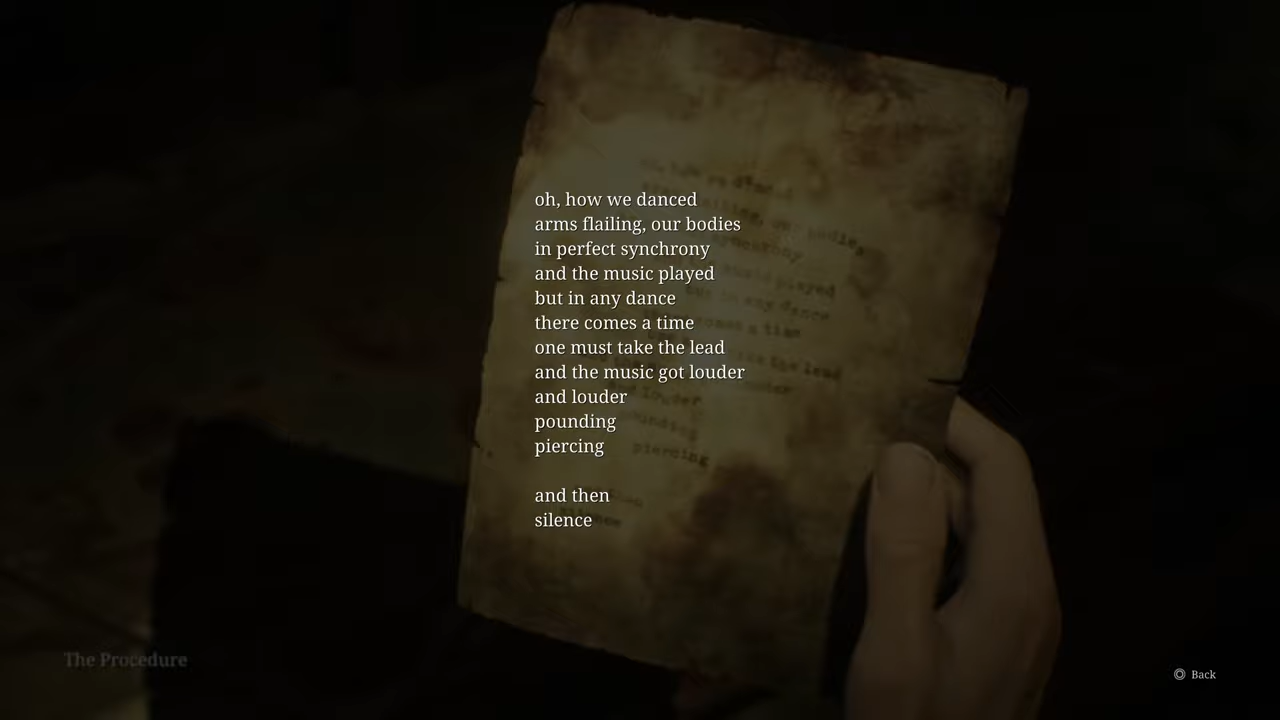 oh, how we danced
arms flailing, our bodies
in perfect synchrony
and the music played
but in any dance
there comes a time
one must take the lead
and the music got louder
and louder
pounding
piercing

and then
silence
The Procedure
Back